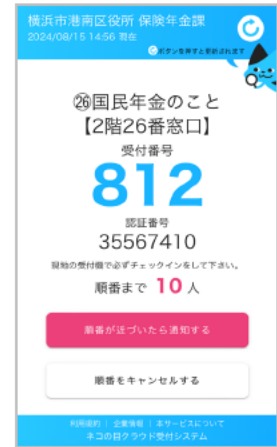 横浜市港南区役所 保険年金課
2024/08/15 14:56 現在
ボタンを押すと更新されます
㉖国民年金のこと
【2階26番窓口】
受付番号
812
認証番号
35567410
現地の受付機で必ずチェックインをして下さい。
順番まで 10 人
順番が近づいたら通知する
順番をキャンセルする
利用規約 | 企業情報 | 本サービスについて
ネコの目クラウド受付システム